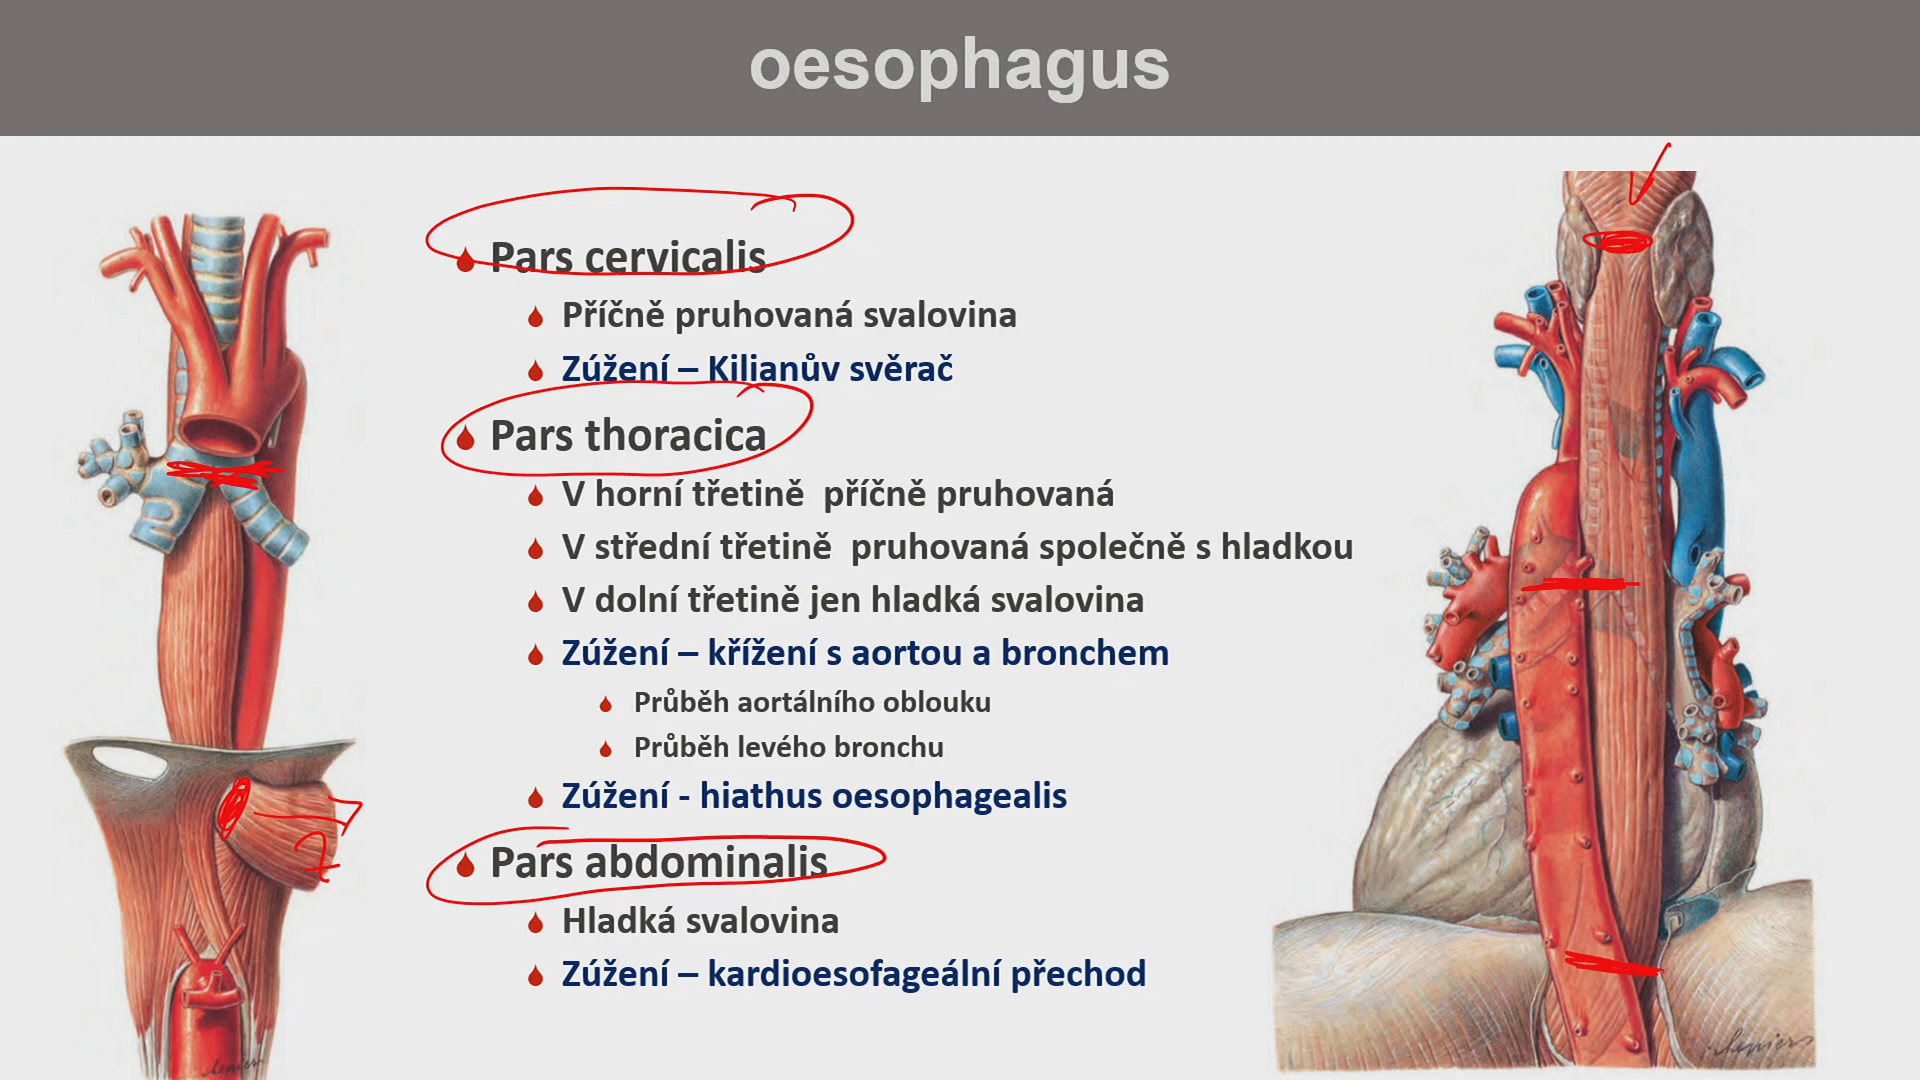 oesophagus
Pars cervicalis
Příčně pruhovaná svalovina
Zúžení – Kilianův svěrač
Pars thoracica
V horní třetině příčně pruhovaná
V střední třetině pruhovaná společně s hladkou
V dolní třetině jen hladká svalovina
Zúžení – křížení s aortou a bronchem
Průběh aortálního oblouku
Průběh levého bronchu
Zúžení - hiathus oesophagealis
Pars abdominalis
Hladká svalovina
Zúžení – kardioesofageální přechod